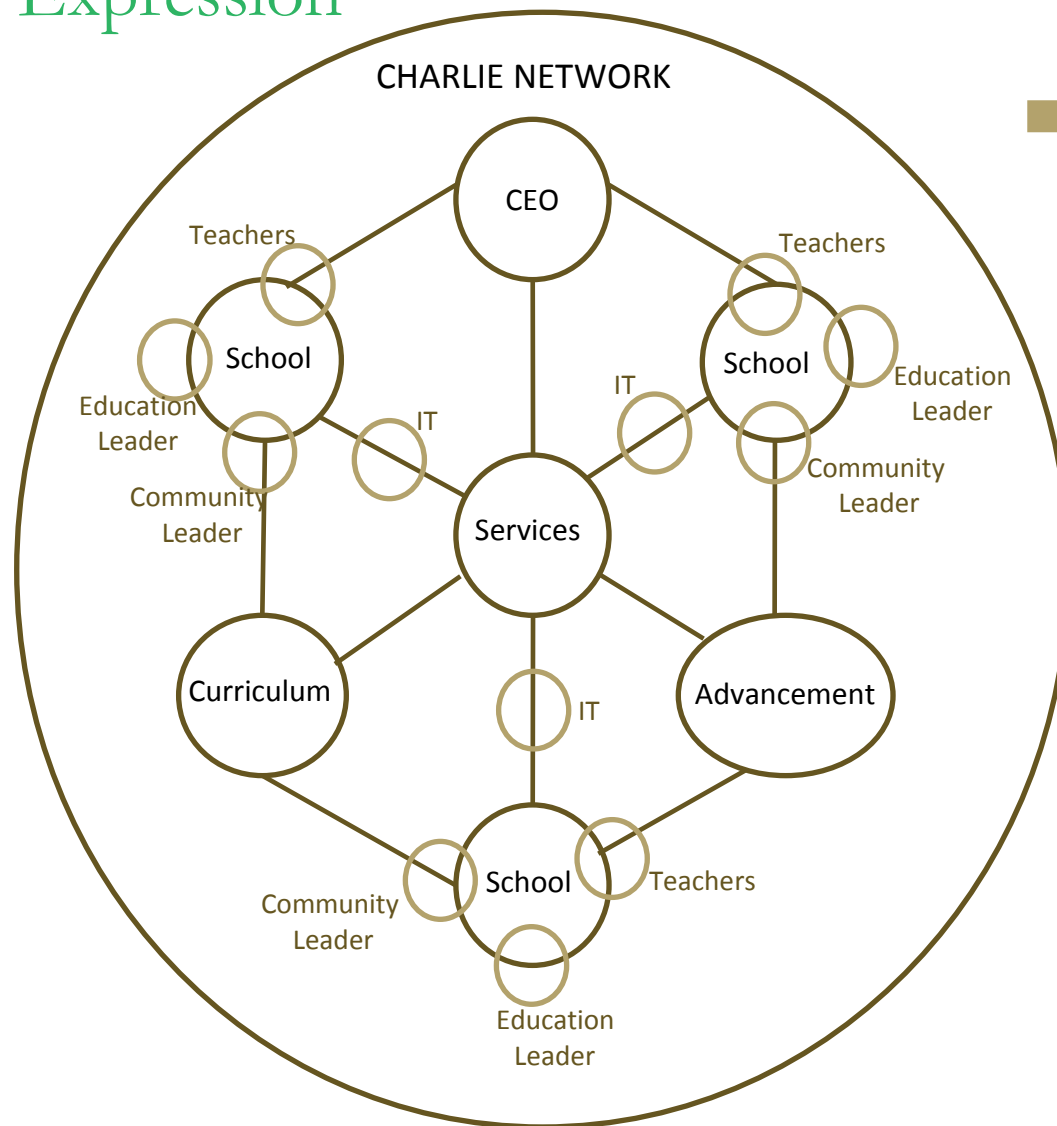 Expression
CHARLIE NETWORK
CEO
Teachers
Teachers
School
School
Education
Leader
IT
IT
Education
Leader
Community
Leader
Community
Leader
Services
Curriculum
Advancement
IT
School
Teachers
Community
Leader
Education
Leader